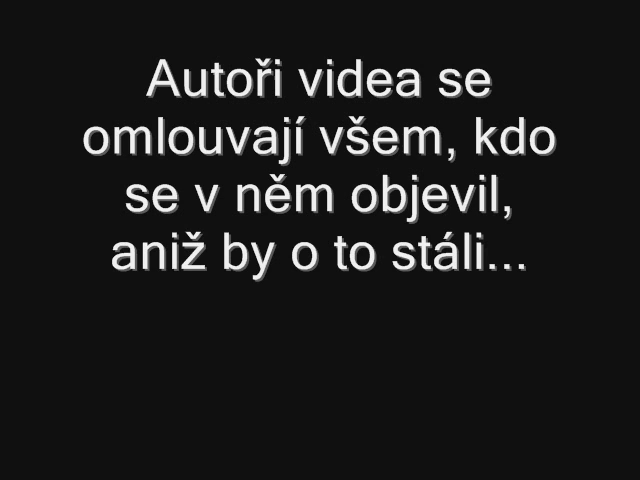 Autoři videa se
omlouvají všem, kdo
se v něm objevil,
aniž by o to stáli...